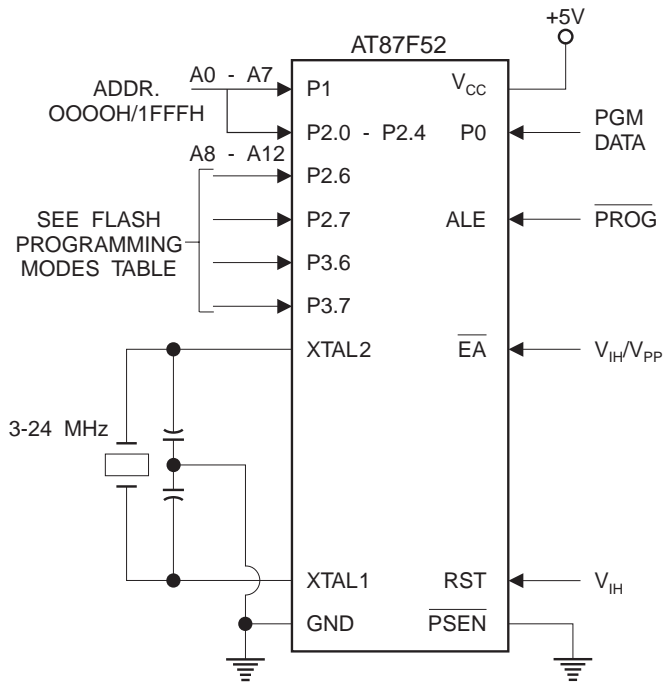 +5V
AT87F52
ADDR.
OOOOH/1FFFH
A0 - A7
P1
VCC
P2.0 - P2.4
P0
PGM
DATA
A8 - A12
P2.6
SEE FLASH
PROGRAMMING
MODES TABLE
P2.7
ALE
PROG
P3.6
P3.7
XTAL2
EA
VIH/VPP
3-24 MHz
XTAL1
RST
VIH
GND
PSEN